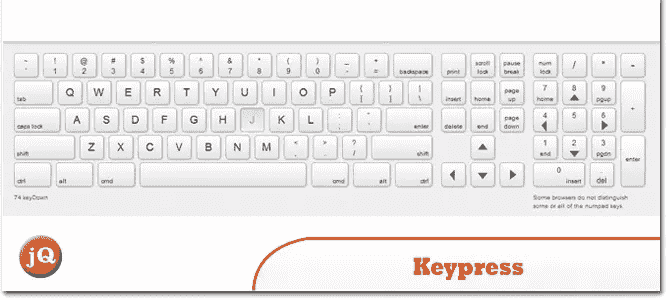 ~ ! @ # $ % ^ & * ( ) _ + scroll pause num / * -
1 2 3 4 5 6 7 8 9 0 - = backspace print lock break lock
Q W E R T Y U I O P { } | page 7 8 9 +
tab [ ] \ insert home up home pgup
A S D F G H J K L : " page 4 5 6
caps lock ; ' enter delete end down
Z X C V B N M < > ? 1 2 3
shift , . / shift end pgdn enter
0 .
ctrl alt cmd cmd alt ctrl insert del
74 keyDown
Some browsers do not distinguish
some or all of the numpad keys.
jQ
Keypress